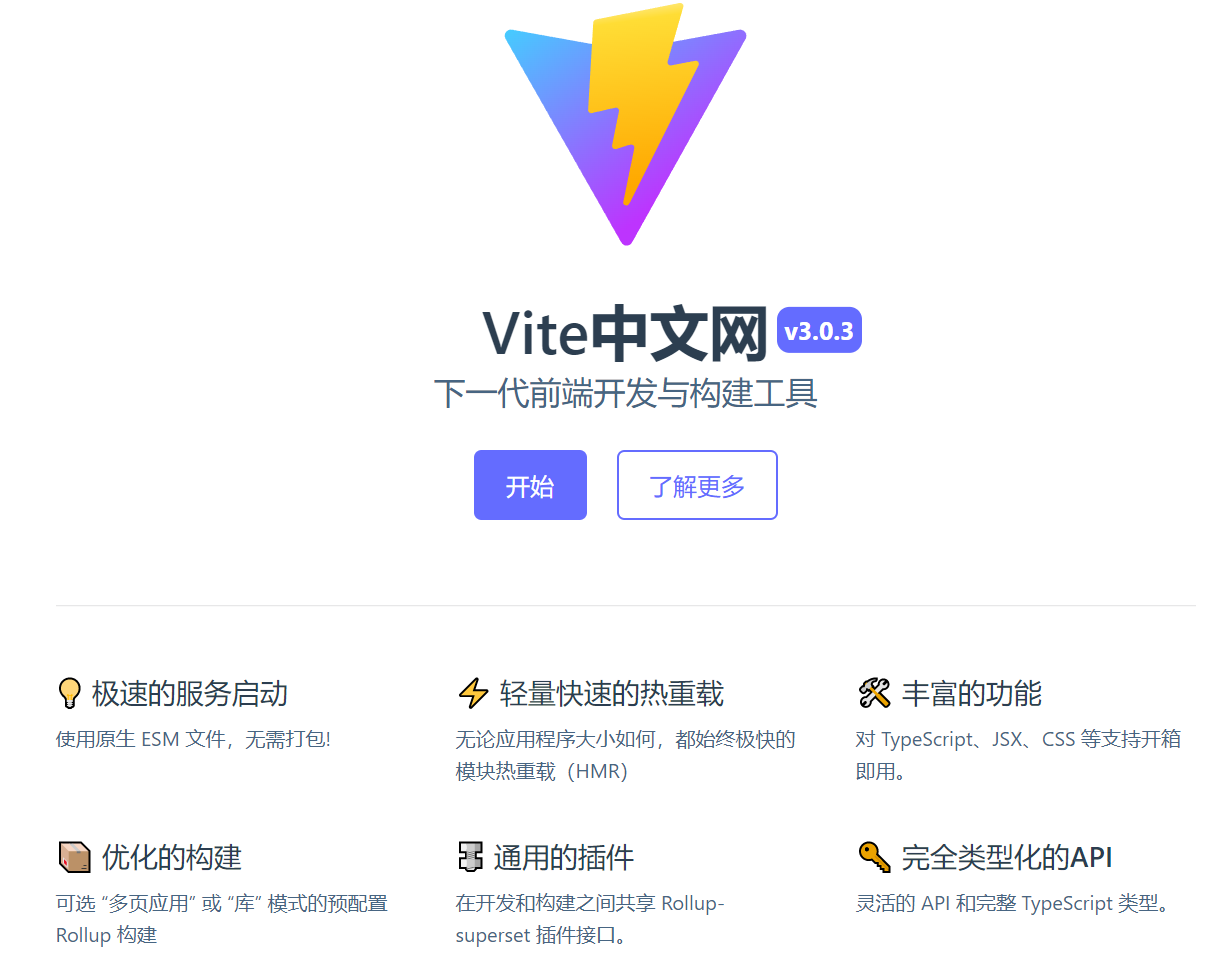 Vite中文网 v3.0.3
下一代前端开发与构建工具
开始 了解更多
极速的服务启动
使用原生 ESM 文件，无需打包!
轻量快速的热重载
无论应用程序大小如何，都始终极快的
模块热重载（HMR）
丰富的功能
对 TypeScript、JSX、CSS 等支持开箱
即用。
优化的构建
可选 “多页应用” 或 “库” 模式的预配置
Rollup 构建
通用的插件
在开发和构建之间共享 Rollup-
superset 插件接口。
完全类型化的API
灵活的 API 和完整 TypeScript 类型。